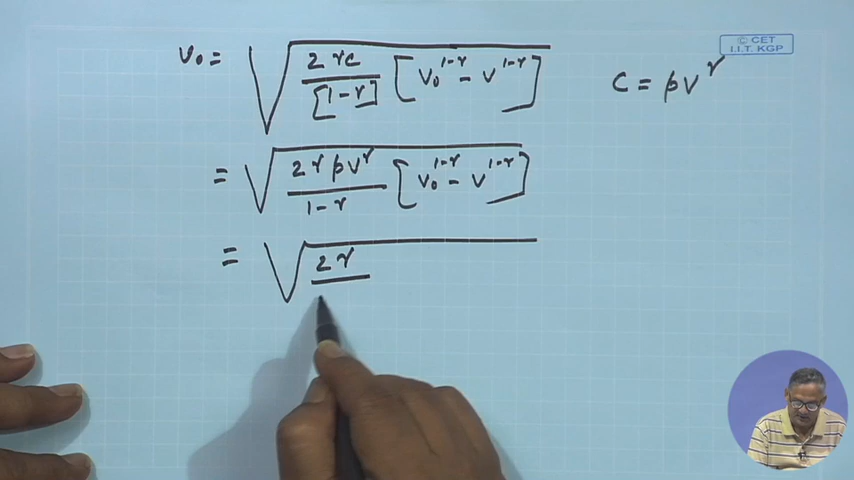 v₀ = √(2γc/[1-γ] [v₀^{1-γ} - v^{1-γ}])
c = pv^γ
= √(2γpv^γ/1-γ [v₀^{1-γ} - v^{1-γ}])
= √(2γ/
© CET
I.I.T. KGP